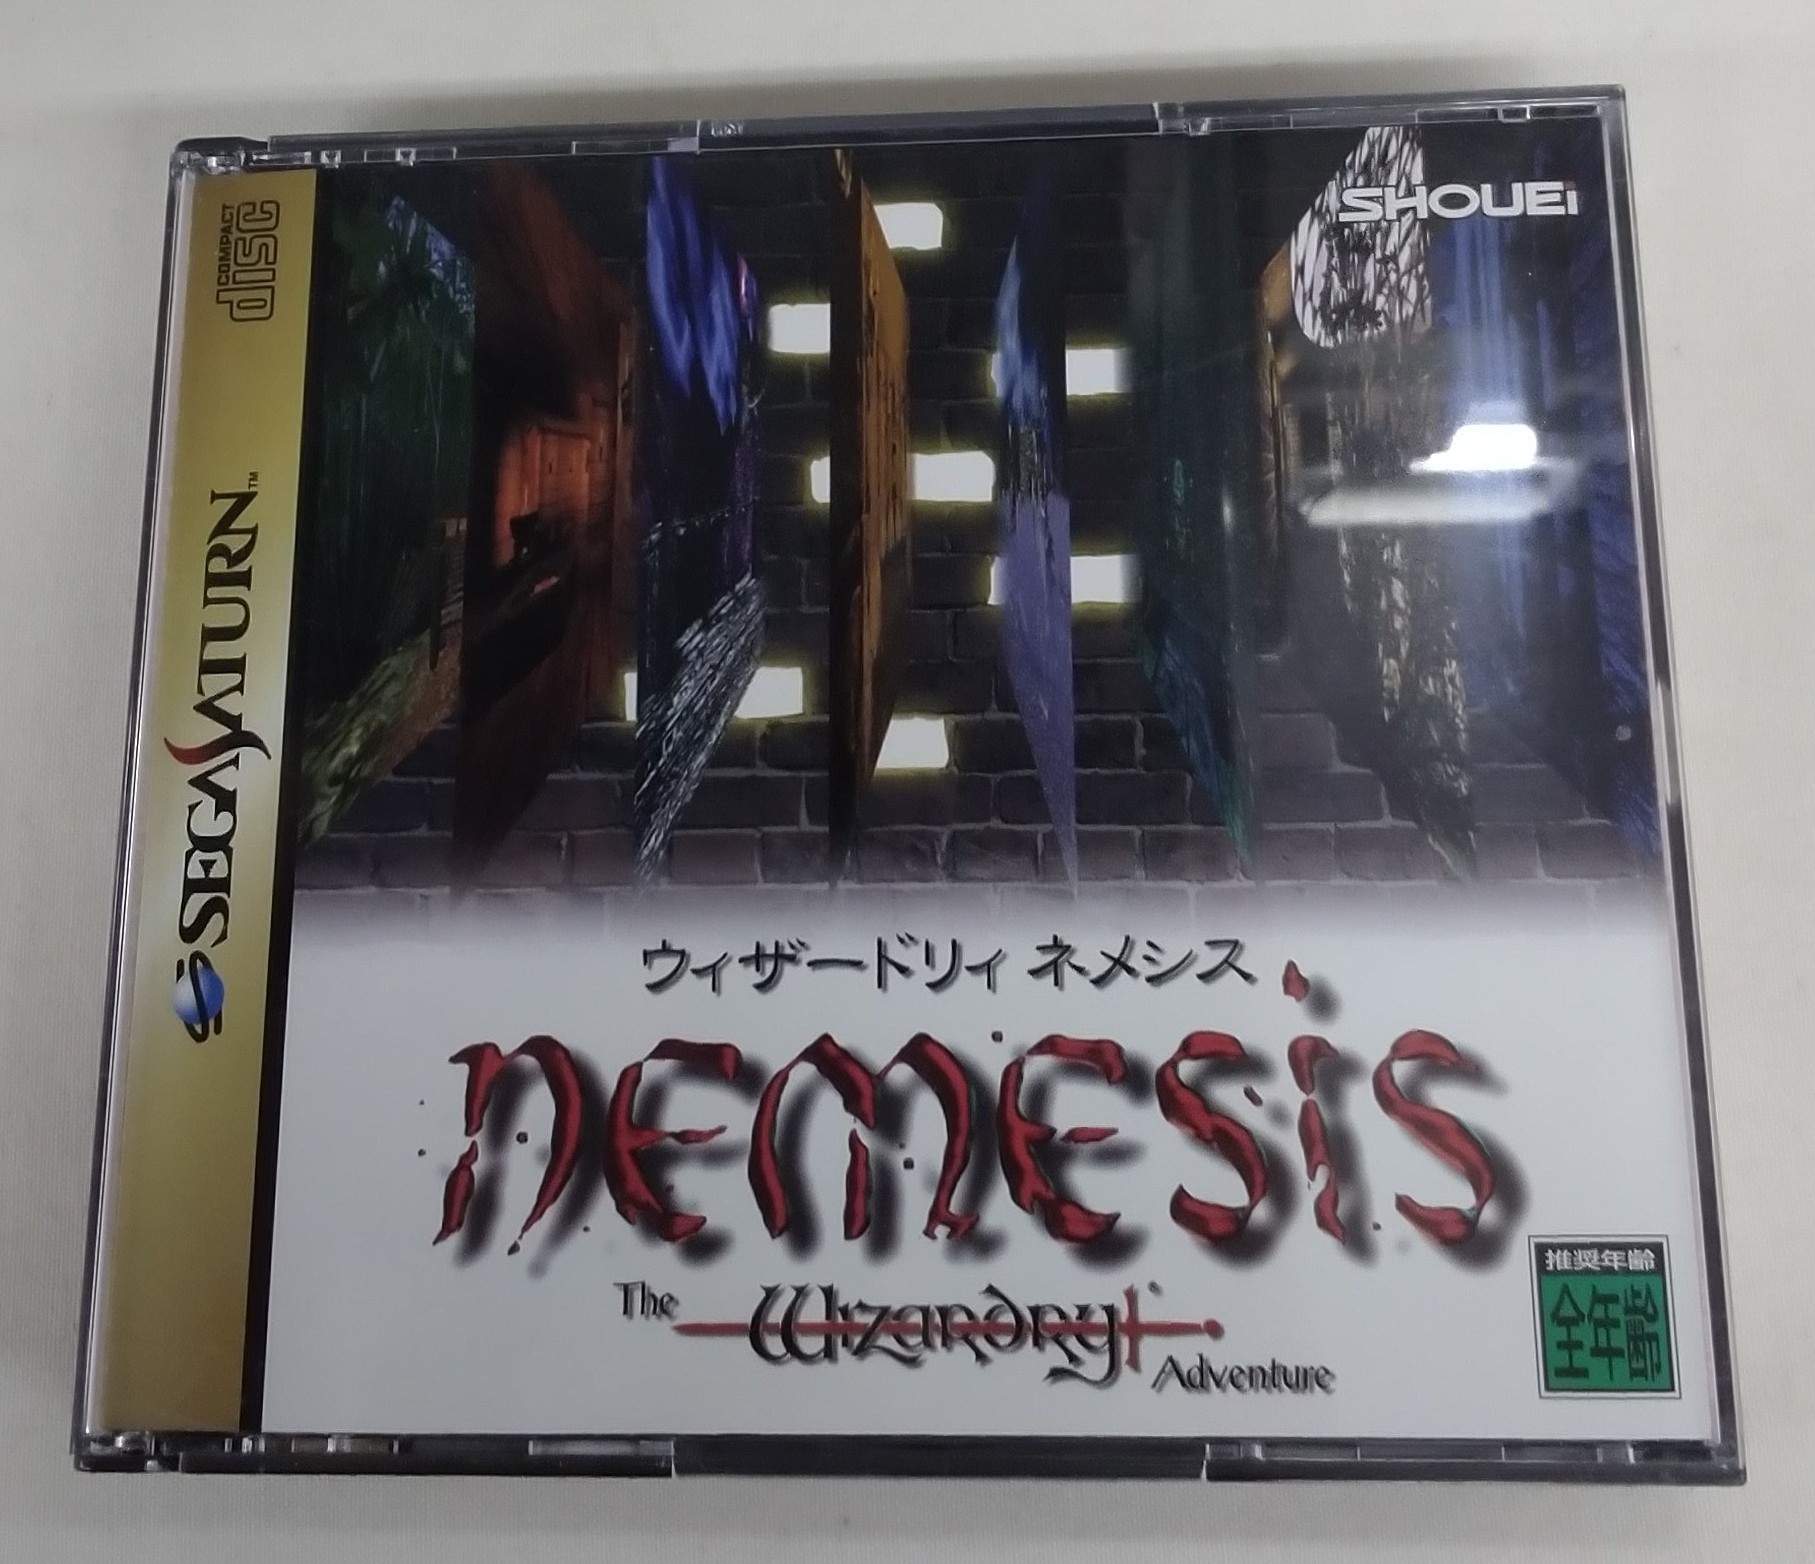 COMPACT
disc
SEGA SATURN™
SHOUEi
ウィザードリィ ネメシス
NEMESiS
The
Wizardry
Adventure
推奨年齢
全年齢